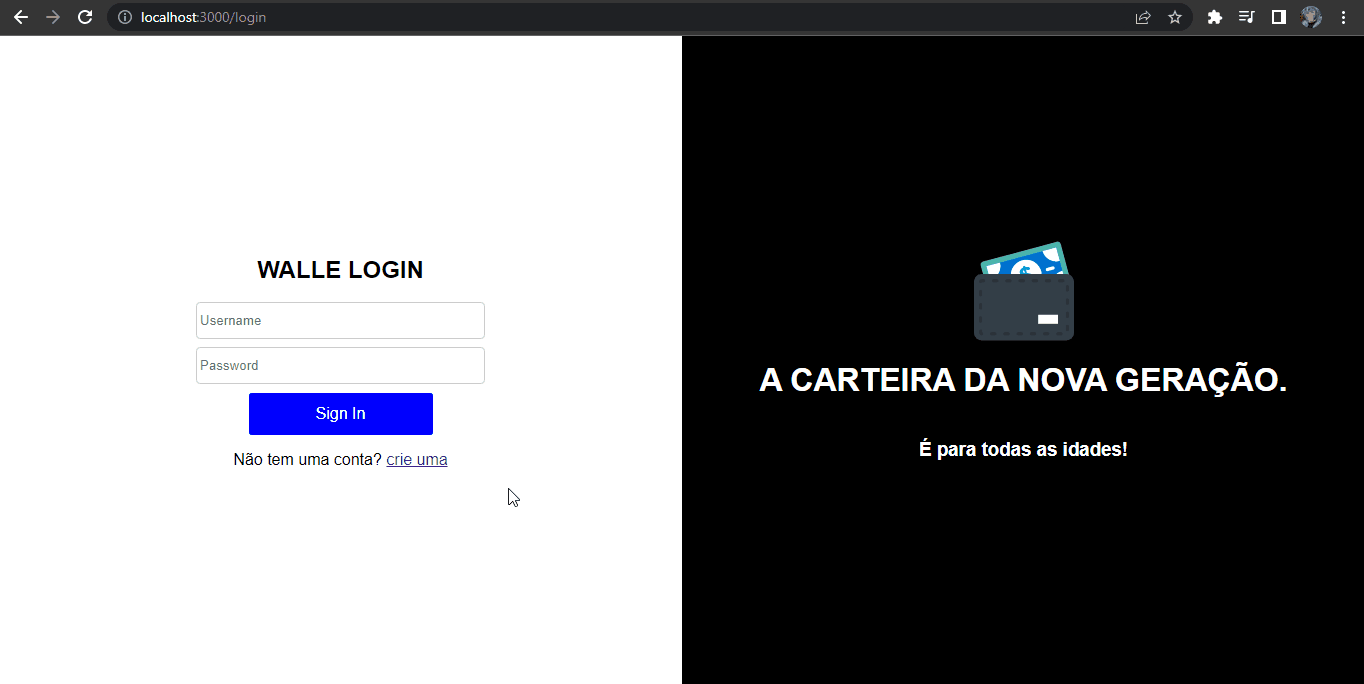 localhost:3000/login
WALLE LOGIN
Username
Password
Sign In
Não tem uma conta? crie uma
A CARTEIRA DA NOVA GERAÇÃO.
É para todas as idades!